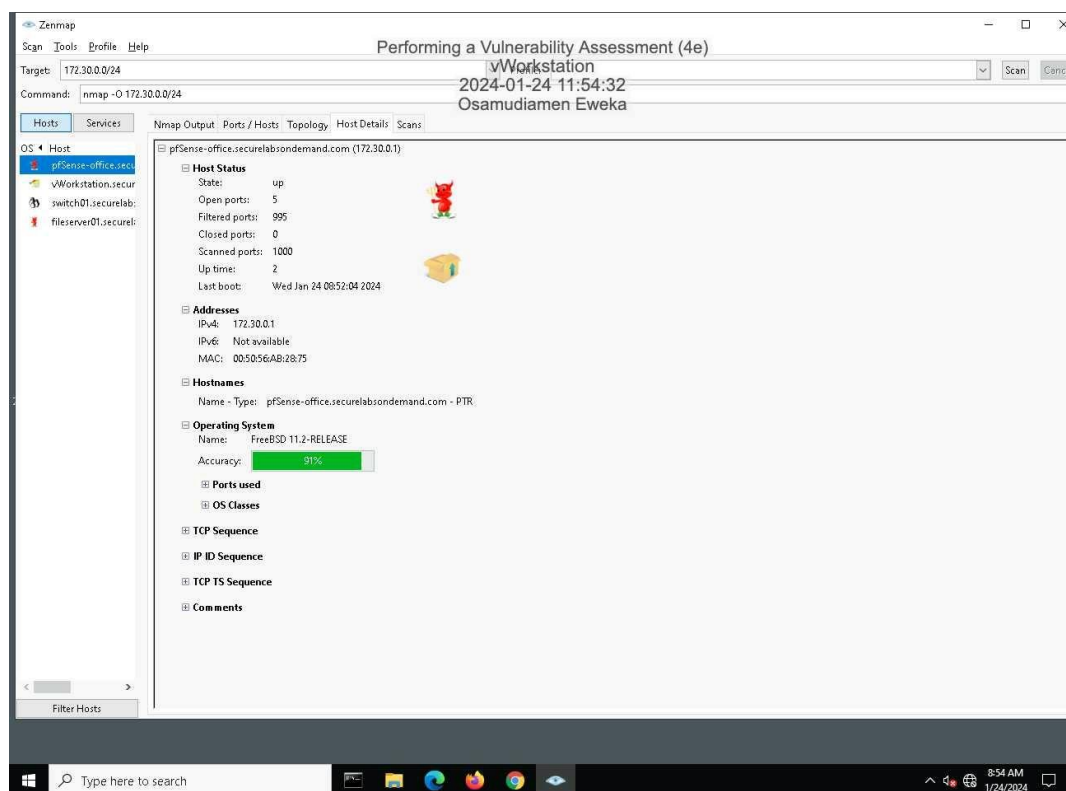 Zenmap
Scan Tools Profile Help
Performing a Vulnerability Assessment (4e)
vWorkstation
2024-01-24 11:54:32
Osamudiamen Eweka
Target: 172.30.0.0/24
Scan
Command: nmap -O 172.30.0.0/24
Hosts Services
Nmap Output Ports / Hosts Topology Host Details Scans
OS Host
pfSense-office.secu
vWorkstation.secur
switch01.securelab:
fileserver01.securel:
pfSense-office.securelabsondemand.com (172.30.0.1)
Host Status
State: up
Open ports: 5
Filtered ports: 995
Closed ports: 0
Scanned ports: 1000
Up time: 2
Last boot: Wed Jan 24 08:52:04 2024
Addresses
IPv4: 172.30.0.1
IPv6: Not available
MAC: 00:50:56:AB:28:75
Hostnames
Name - Type: pfSense-office.securelabsondemand.com - PTR
Operating System
Name: FreeBSD 11.2-RELEASE
Accuracy: 91%
Ports used
OS Classes
TCP Sequence
IP ID Sequence
TCP TS Sequence
Comments
Filter Hosts
Type here to search
8:54 AM
1/24/2024